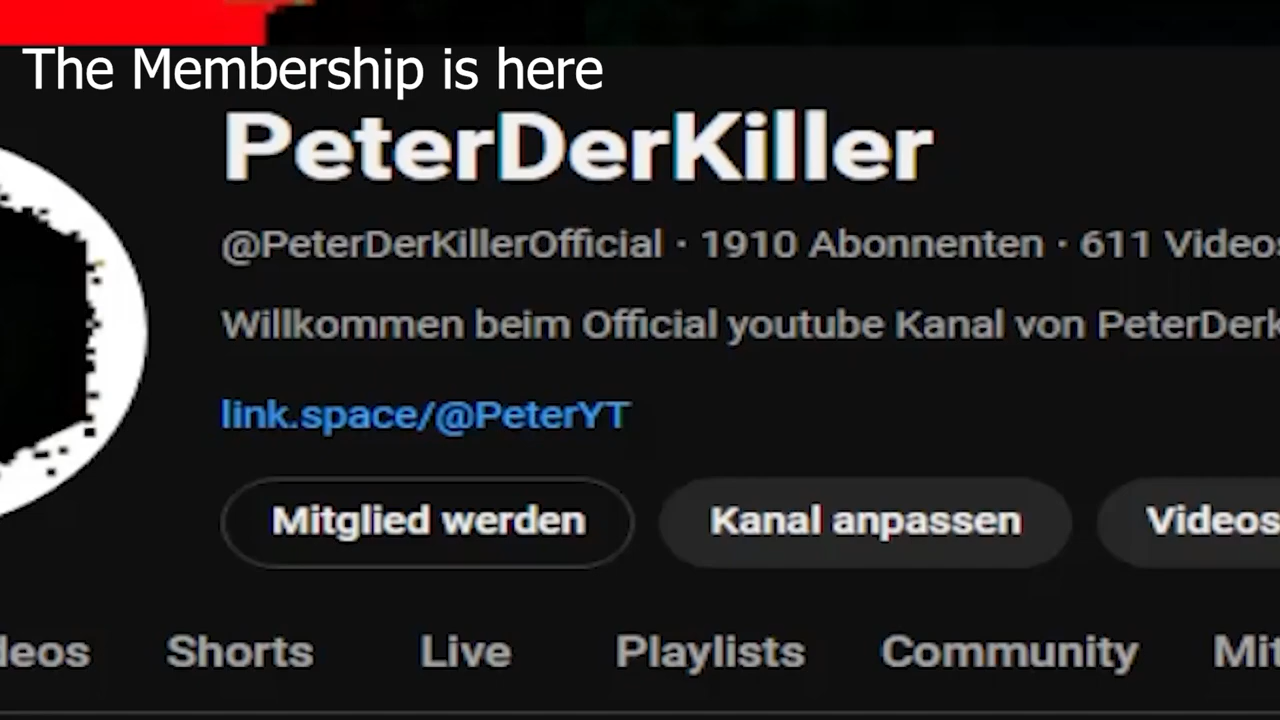 The Membership is here
PeterDerKiller
@PeterDerKillerOfficial · 1910 Abonnenten · 611 Videos
Willkommen beim Official youtube Kanal von
link.space/@PeterYT
Mitglied werden Kanal anpassen Videos
Shorts Live Playlists Community